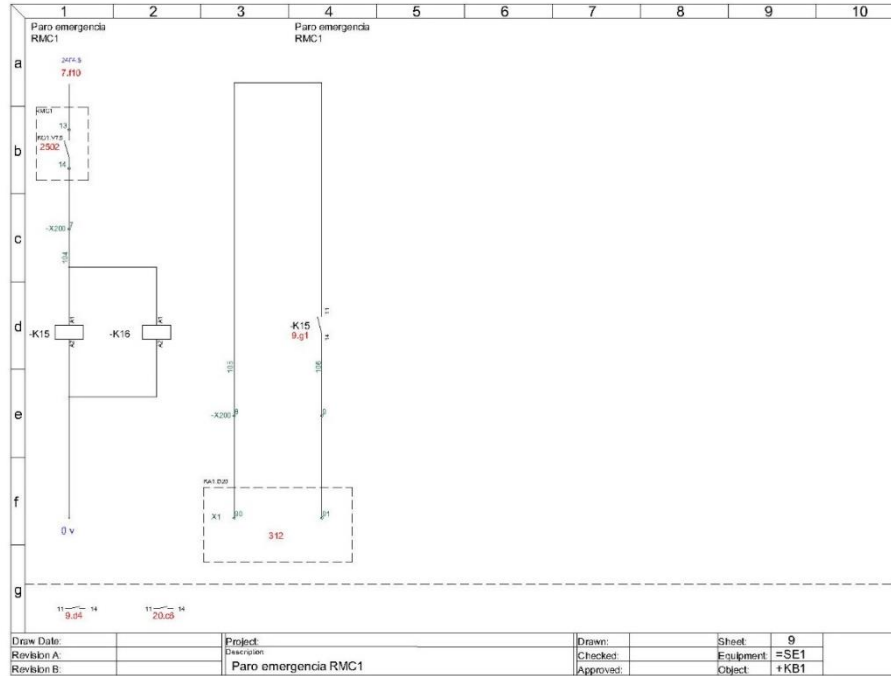 1 2 3 4 5 6 7 8 9 10
Paro emergencia
RMC1
Paro emergencia
RMC1
a
7.f10
RMC1
13
b
2502
14
-X200
7
c
104
A1
A1
11
d
-K15
-K16
-K15
9.g1
A2
A2
14
105
106
e
-X200
8
9
f
X1
90
91
312
0 v
g
11 14
9.d4
11 14
20.c6
Draw Date:
Revision A:
Revision B:
Project:
Description:
Paro emergencia RMC1
Drawn:
Checked:
Approved:
Sheet: 9
Equipment: =SE1
Object: +KB1